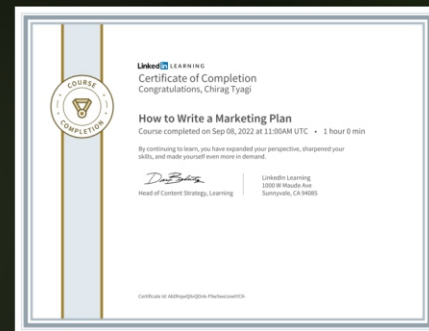 COURSE
COMPLETION
LinkedIn LEARNING
Certificate of Completion
Congratulations, Chirag Tyagi
How to Write a Marketing Plan
Course completed on Sep 08, 2022 at 11:00AM UTC • 1 hour 0 min
By continuing to learn, you have expanded your perspective, sharpened your
skills, and made yourself even more in demand.
Head of Content Strategy, Learning
LinkedIn Learning
1000 W Maude Ave
Sunnyvale, CA 94085
Certificate Id: